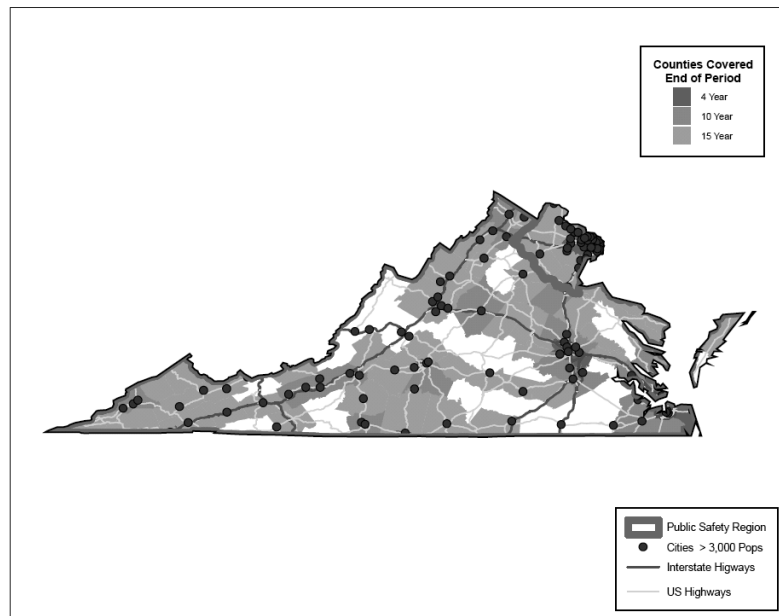 Counties Covered
End of Period
4 Year
10 Year
15 Year
Public Safety Region
Cities > 3,000 Pops
Interstate Higways
US Highways